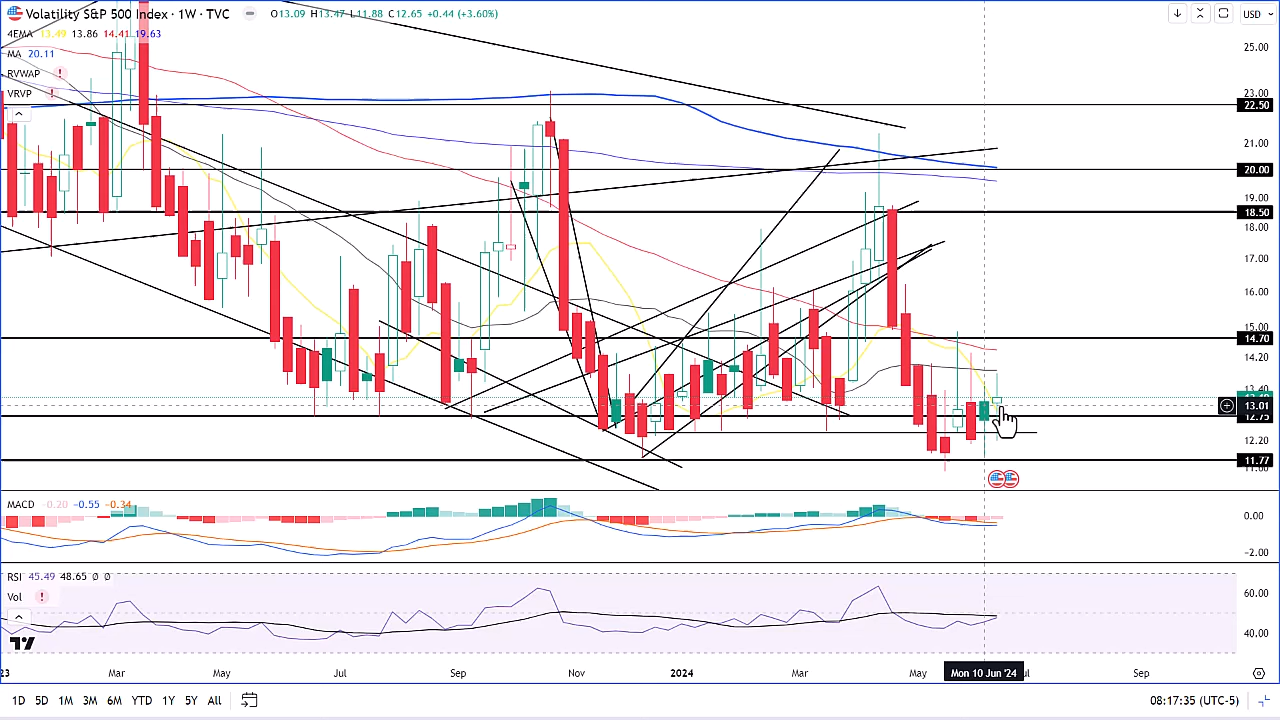 Volatility S&P 500 Index · 1W · TVC O13.09 H13.47 L11.88 C12.65 +0.44 (+3.60%)
USD
4EMA 13.49 13.86 14.41 19.63
MA 20.11
RVWAP !
VRVP !
25.00
23.00
22.50
21.00
20.00
19.00
18.50
18.00
17.00
16.00
15.00
14.70
14.20
13.40
13.01
12.75
12.20
11.77
MACD -0.20 -0.55 -0.34
0.00
-2.00
RSI 45.49 48.65 Ø Ø
Vol !
60.00
40.00
23 Mar May Jul Sep Nov 2024 Mar May Mon 10 Jun '24 Sep
1D 5D 1M 3M 6M YTD 1Y 5Y All
08:17:35 (UTC-5)